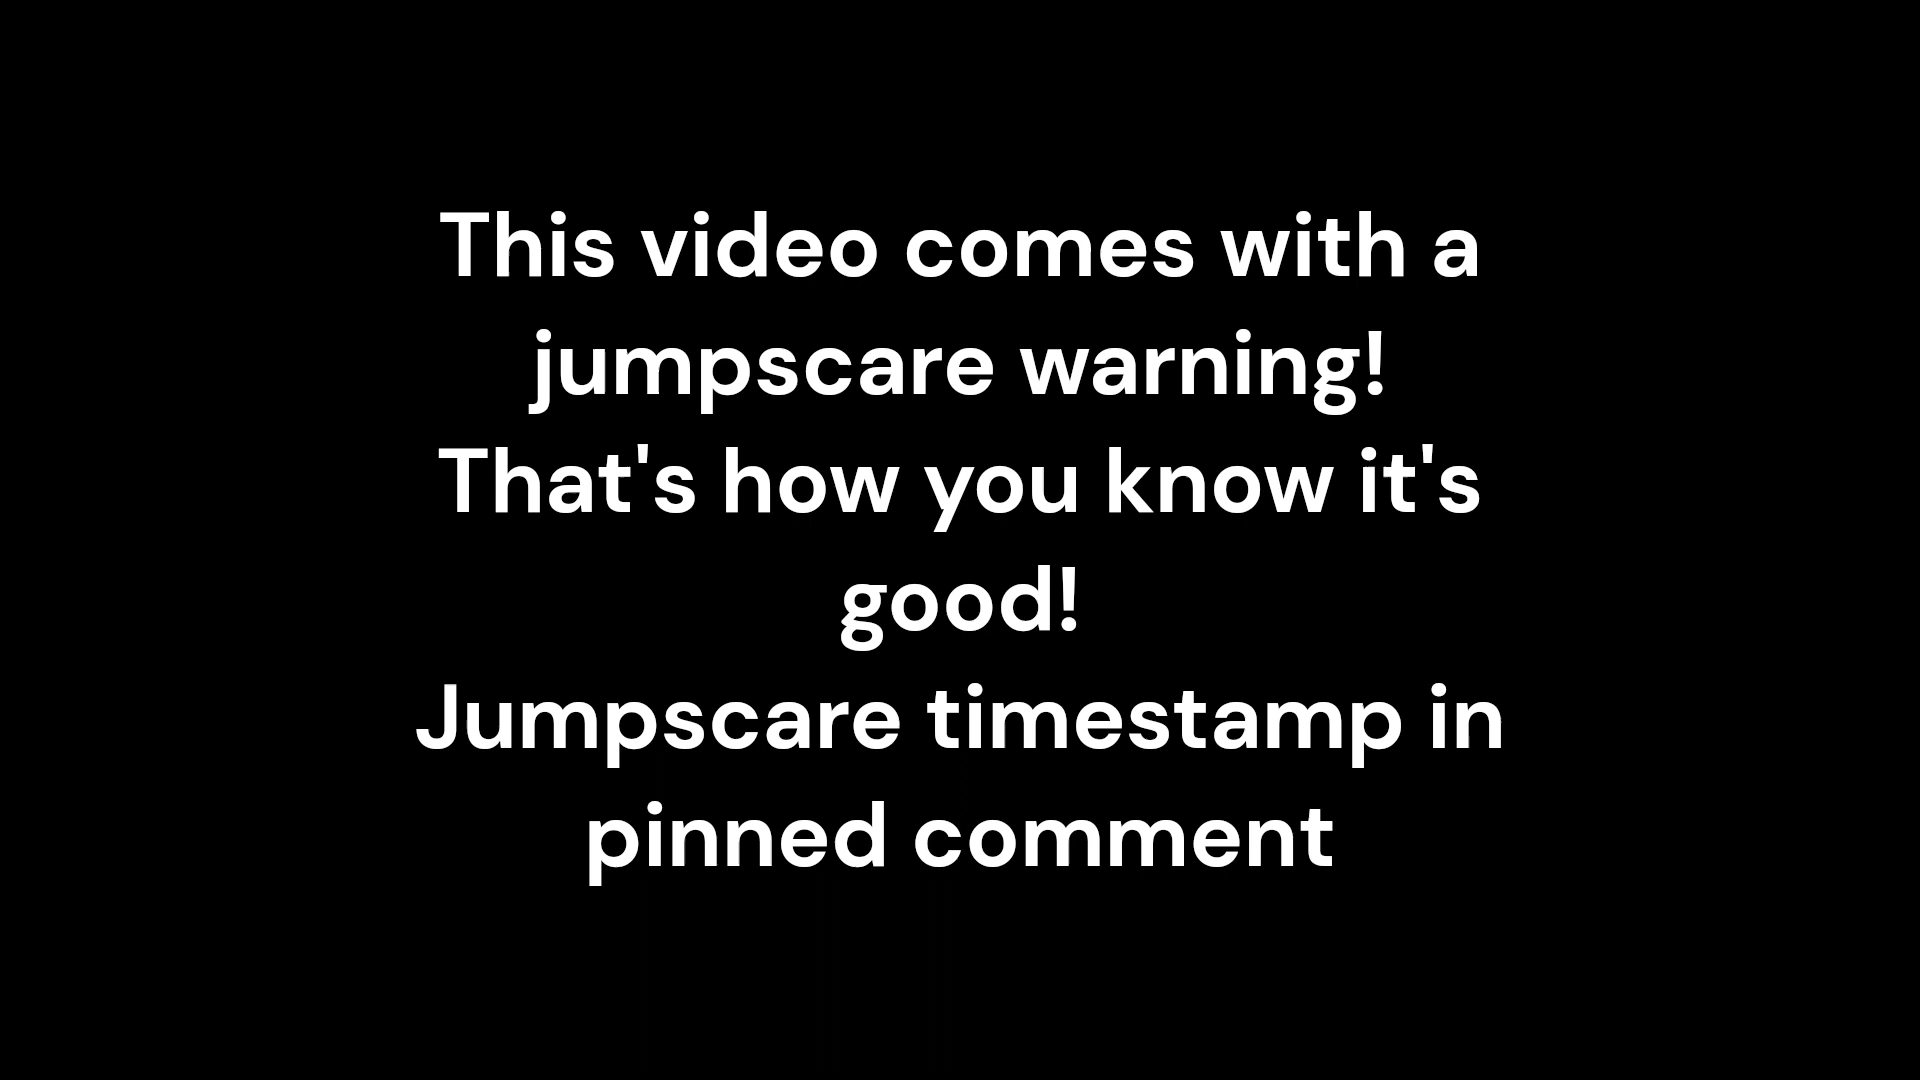 This video comes with a
jumpscare warning!
That's how you know it's
good!
Jumpscare timestamp in
pinned comment